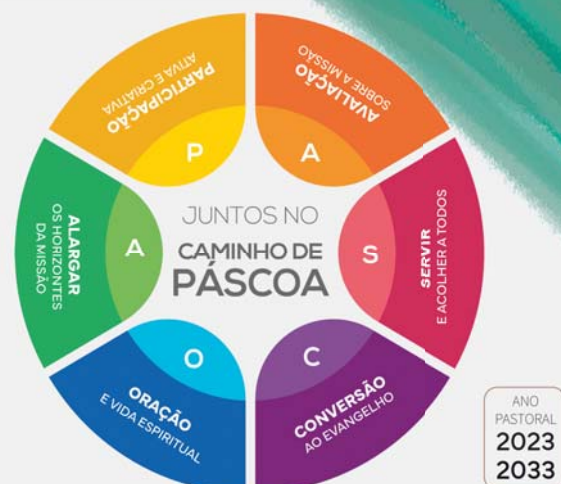 PARTICIPAÇÃO
ATIVA E CRIATIVA
P
AVALIAÇÃO
SOBRE A MISSÃO
A
SERVIR
E ACOLHER A TODOS
S
CONVERSÃO
AO EVANGELHO
C
ORAÇÃO
E VIDA ESPIRITUAL
O
ALARGAR
OS HORIZONTES
DA MISSÃO
A
JUNTOS NO
CAMINHO DE
PÁSCOA
ANO
PASTORAL
2023
2033